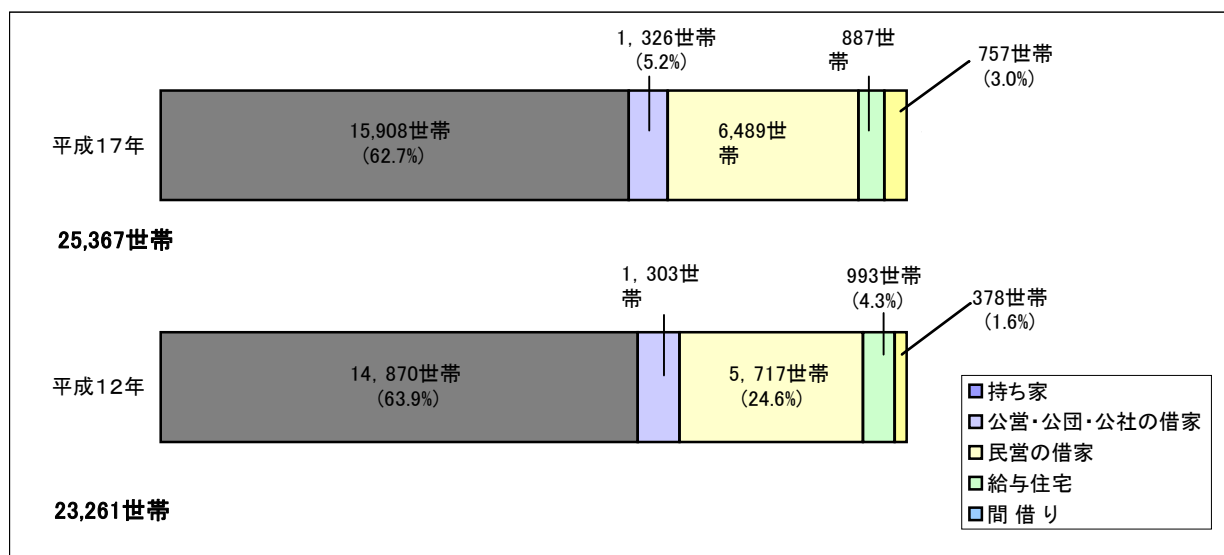 1，326世帯
(5.2%)
887世
帯
757世帯
(3.0%)
平成１７年
15,908世帯
(62.7%)
6,489世
帯
25,367世帯
1，303世
帯
993世帯
(4.3%)
378世帯
(1.6%)
平成１２年
14，870世帯
(63.9%)
5，717世帯
(24.6%)
持ち家
公営・公団・公社の借家
民営の借家
給与住宅
間 借 り
23,261世帯